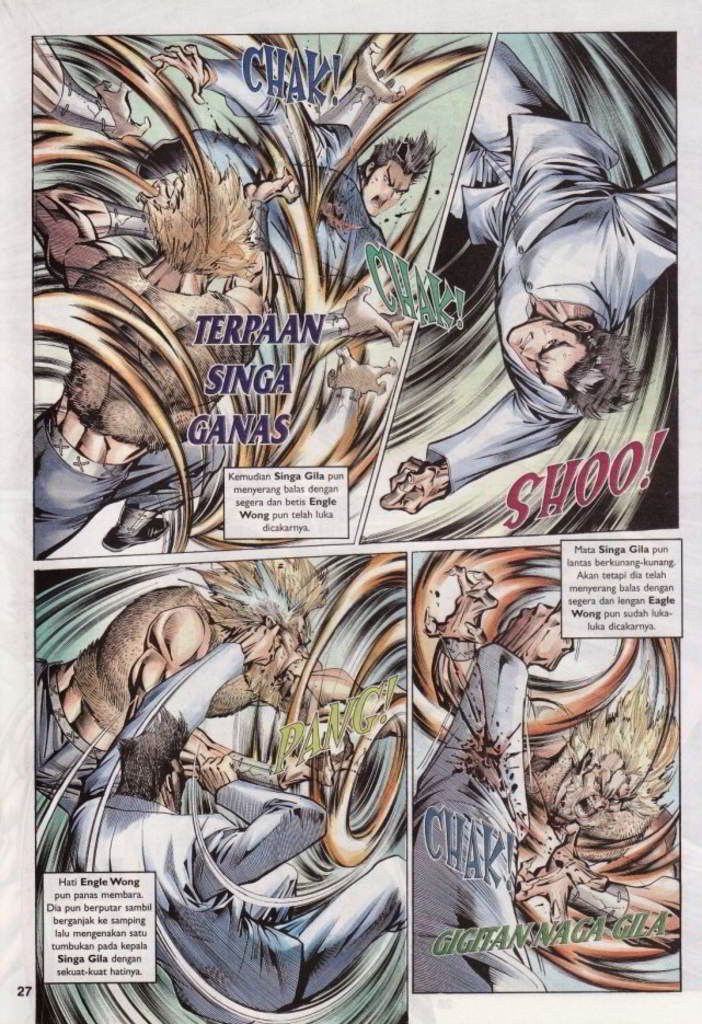 CHAK!
CHAK!
TERPAAN
SINGA
GANAS
Kemudian Singa Gila pun
menyerang balas dengan
segera dan betis Engle
Wong pun telah luka
dicakarnya.
SHOO!
PANG!
Hati Engle Wong
pun panas membara.
Dia pun berputar sambil
berganjak ke samping
lalu mengenakan satu
tumbukan pada kepala
Singa Gila dengan
sekuat-kuat hatinya.
Mata Singa Gila pun
lantas berkunang-kunang.
Akan tetapi dia telah
menyerang balas dengan
segera dan lengan Eagle
Wong pun sudah luka-
luka dicakarnya.
CHAK!
GIGITAN NAGA GILA
27